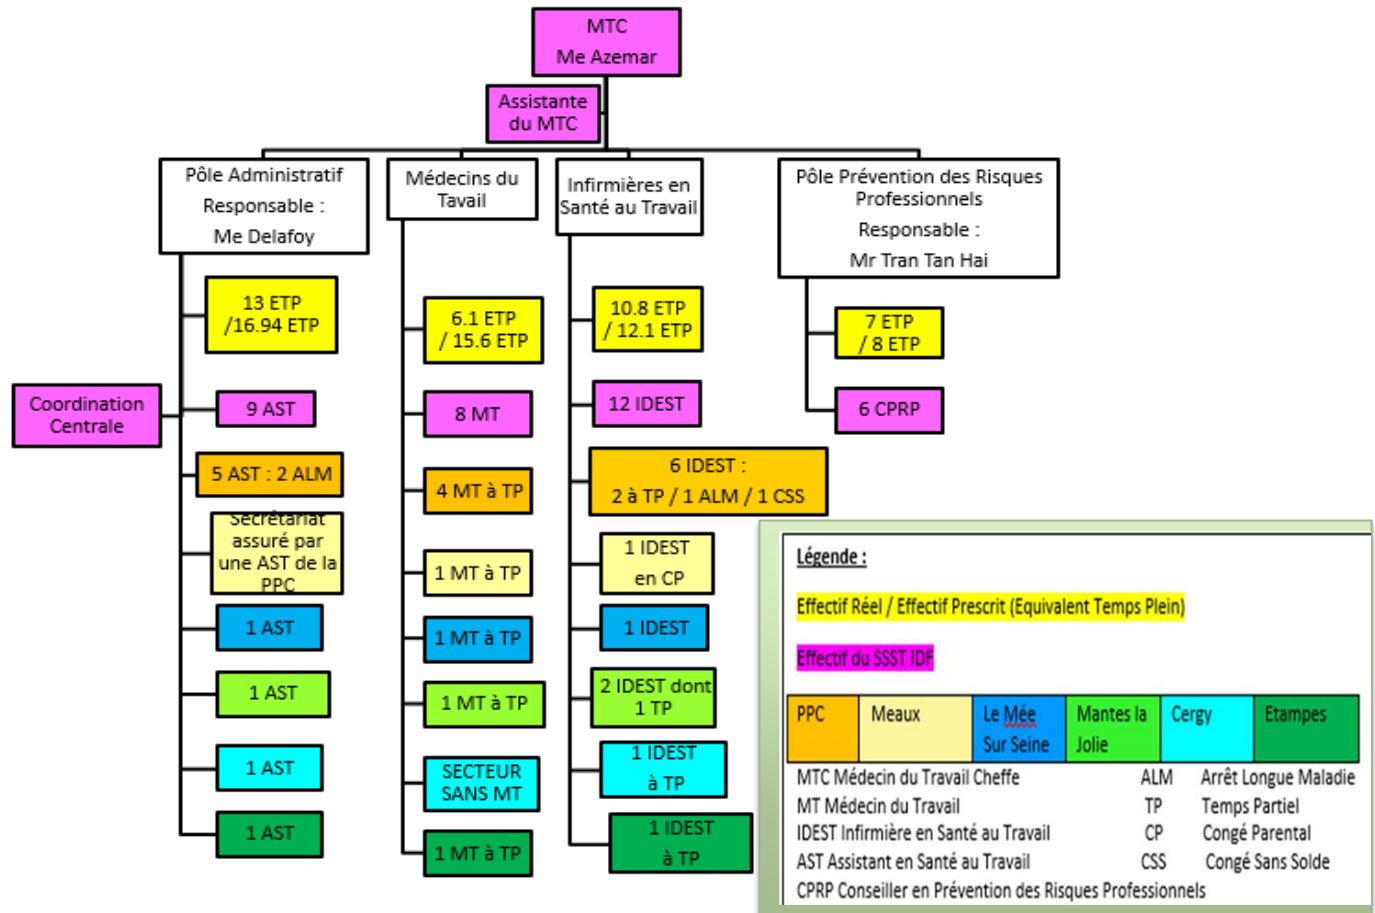 MTC
Me Azemar
Assistante
du MTC
Pôle Administratif
Responsable :
Me Delafoy
Médecins du
Tavail
Infirmières en
Santé au Travail
Pôle Prévention des Risques
Professionnels
Responsable :
Mr Tran Tan Hai
13 ETP
/16.94 ETP
6.1 ETP
/ 15.6 ETP
10.8 ETP
/ 12.1 ETP
7 ETP
/ 8 ETP
Coordination
Centrale
9 AST
8 MT
12 IDEST
6 CPRP
5 AST : 2 ALM
4 MT à TP
6 IDEST :
2 à TP / 1 ALM / 1 CSS
Secrétariat
assuré par
une AST de la
PPC
1 MT à TP
1 IDEST
en CP
1 AST
1 MT à TP
1 IDEST
1 AST
1 MT à TP
2 IDEST dont
1 TP
1 AST
SECTEUR
SANS MT
1 IDEST
à TP
1 AST
1 MT à TP
1 IDEST
à TP
Légende :
Effectif Réel / Effectif Prescrit (Equivalent Temps Plein)
Effectif du SSST IDF
PPC
Meaux
Le Mée
Sur Seine
Mantes la
Jolie
Cergy
Etampes
MTC Médecin du Travail Cheffe ALM Arrêt Longue Maladie
MT Médecin du Travail TP Temps Partiel
IDEST Infirmière en Santé au Travail CP Congé Parental
AST Assistant en Santé au Travail CSS Congé Sans Solde
CPRP Conseiller en Prévention des Risques Professionnels